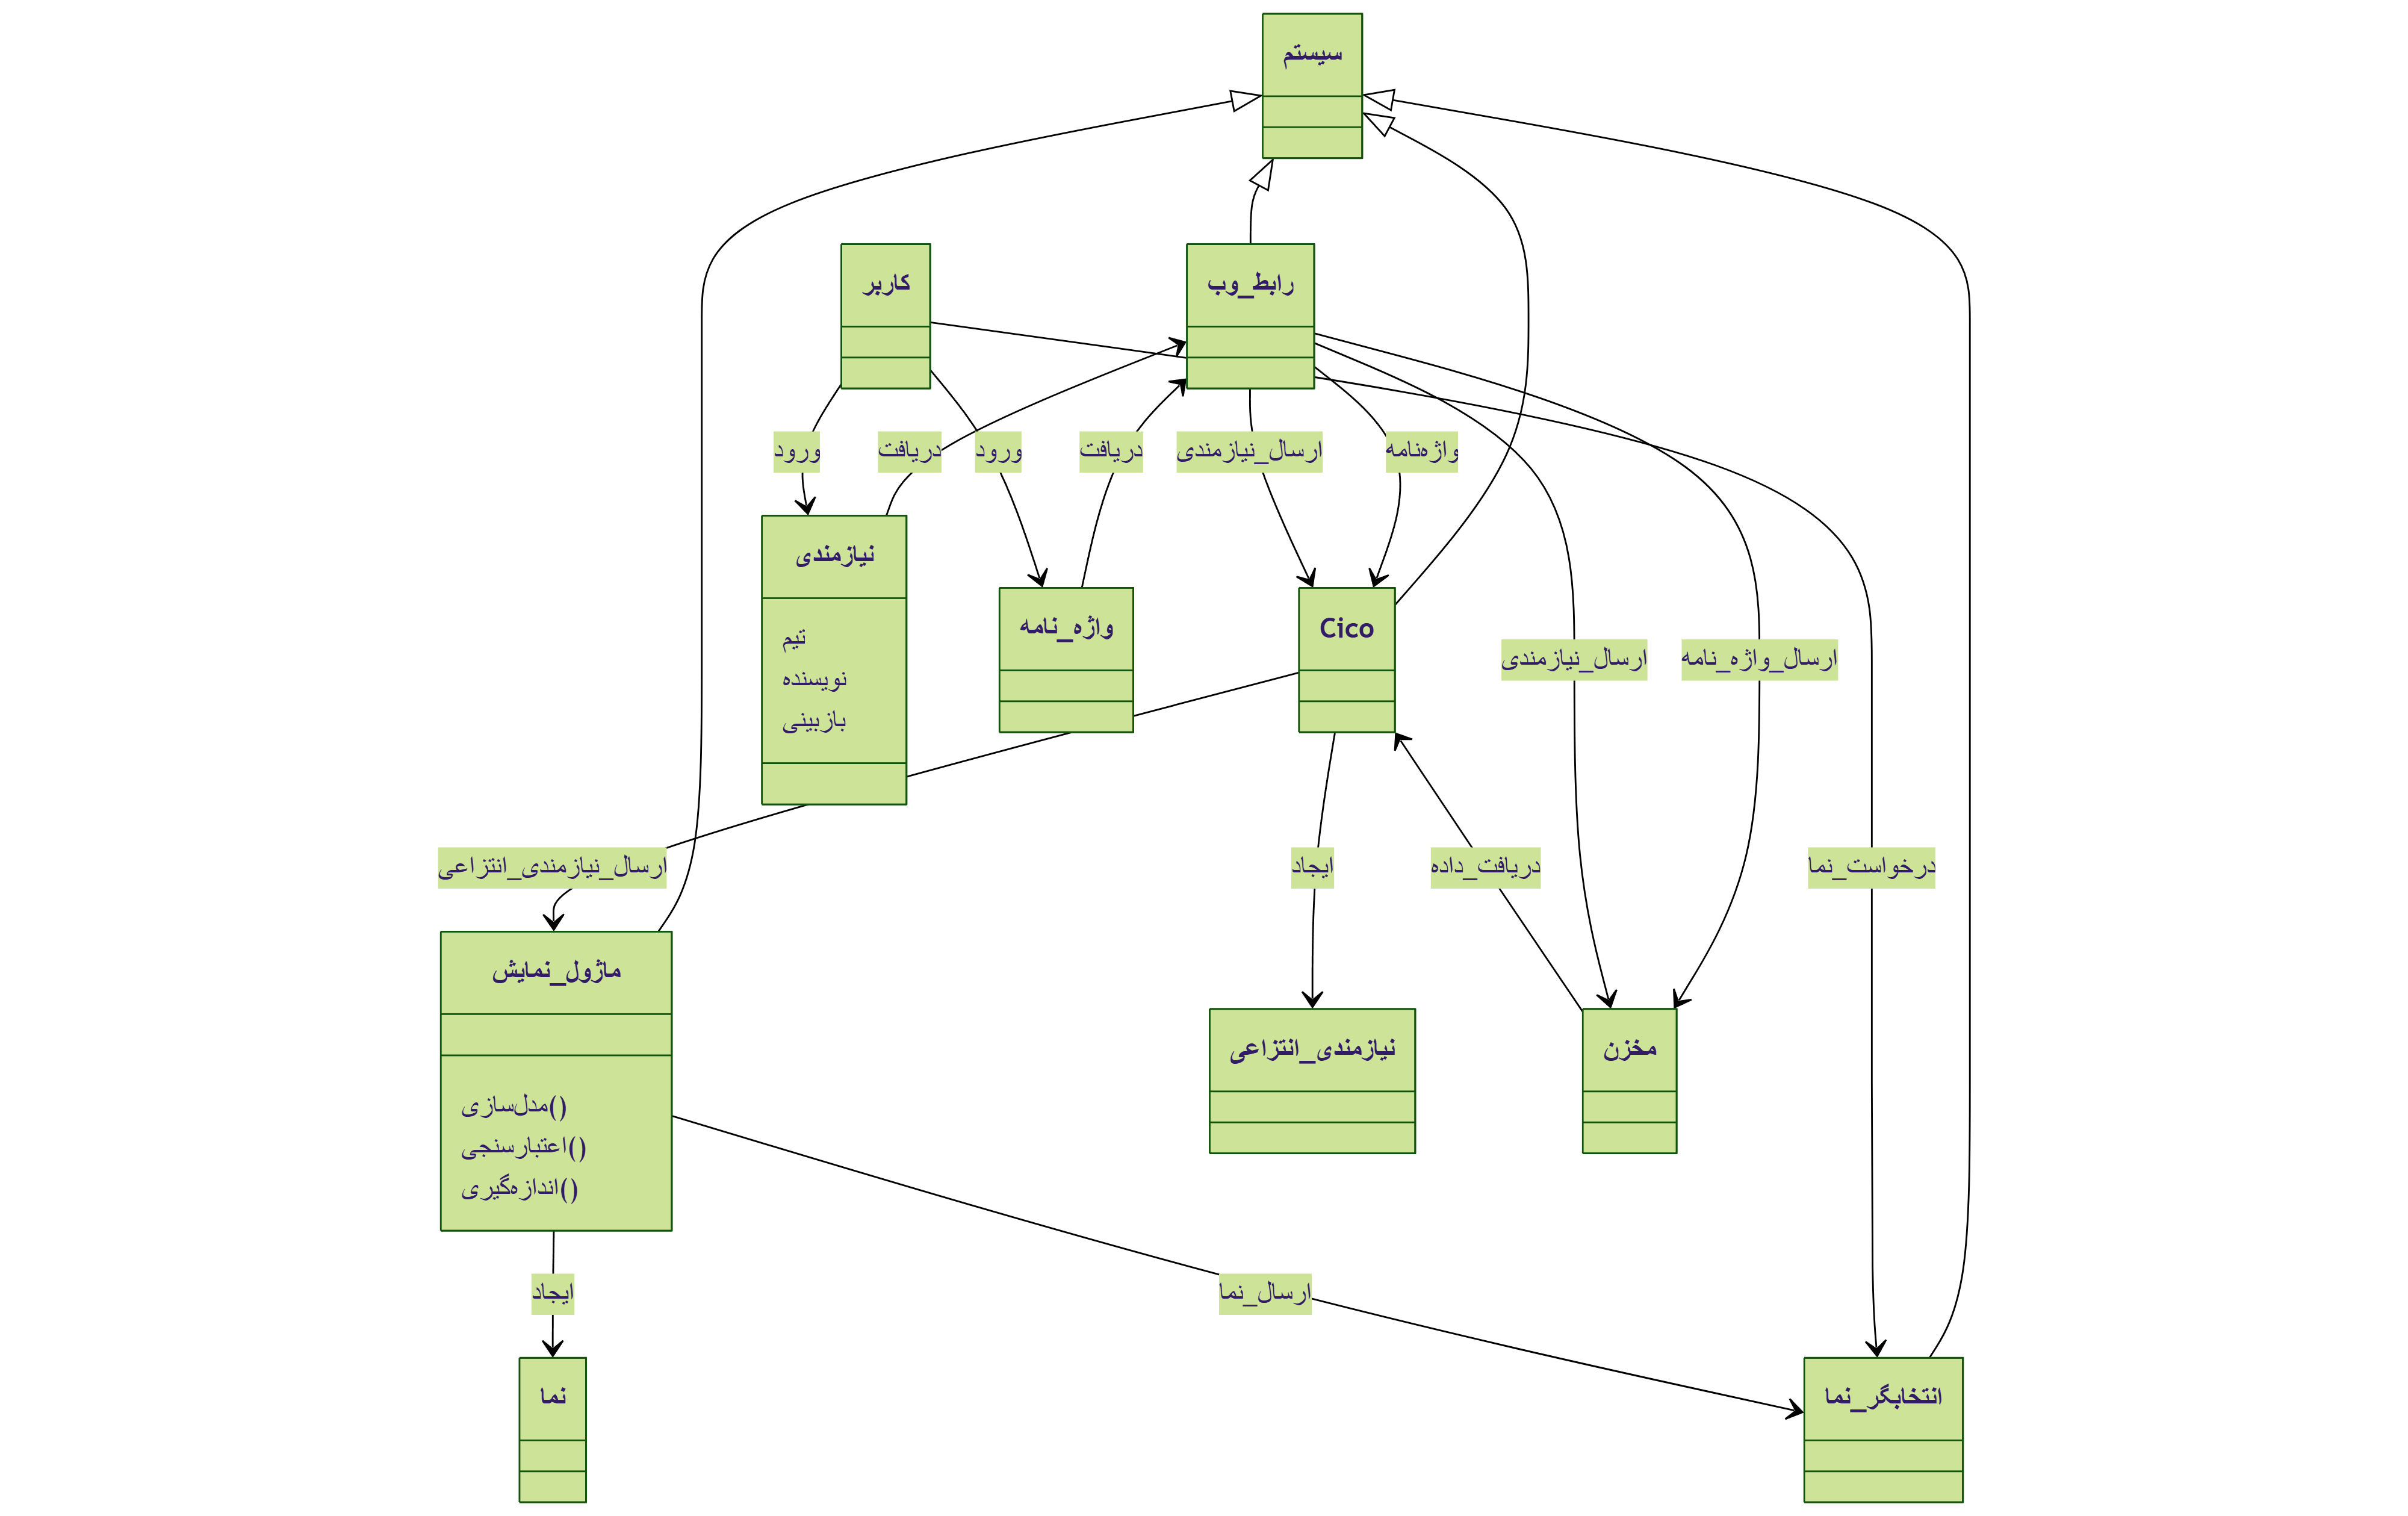 سیستم
کاربر
رابط_وب
ورود
دریافت
ورود
دریافت
ارسال_نیازمندی
واژه‌نامه
نیازمندی
تیم
نویسنده
بازبینی
واژه_نامه
Cico
ارسال_نیازمندی
ارسال_واژه_نامه
ارسال_نیازمندی_انتزاعی
ایجاد
دریافت_داده
درخواست_نما
ماژول_نمایش
مدل‌سازی()
اعتبارسنجی()
اندازه‌گیری()
نیازمندی_انتزاعی
مخزن
ایجاد
ارسال_نما
نما
انتخابگر_نما